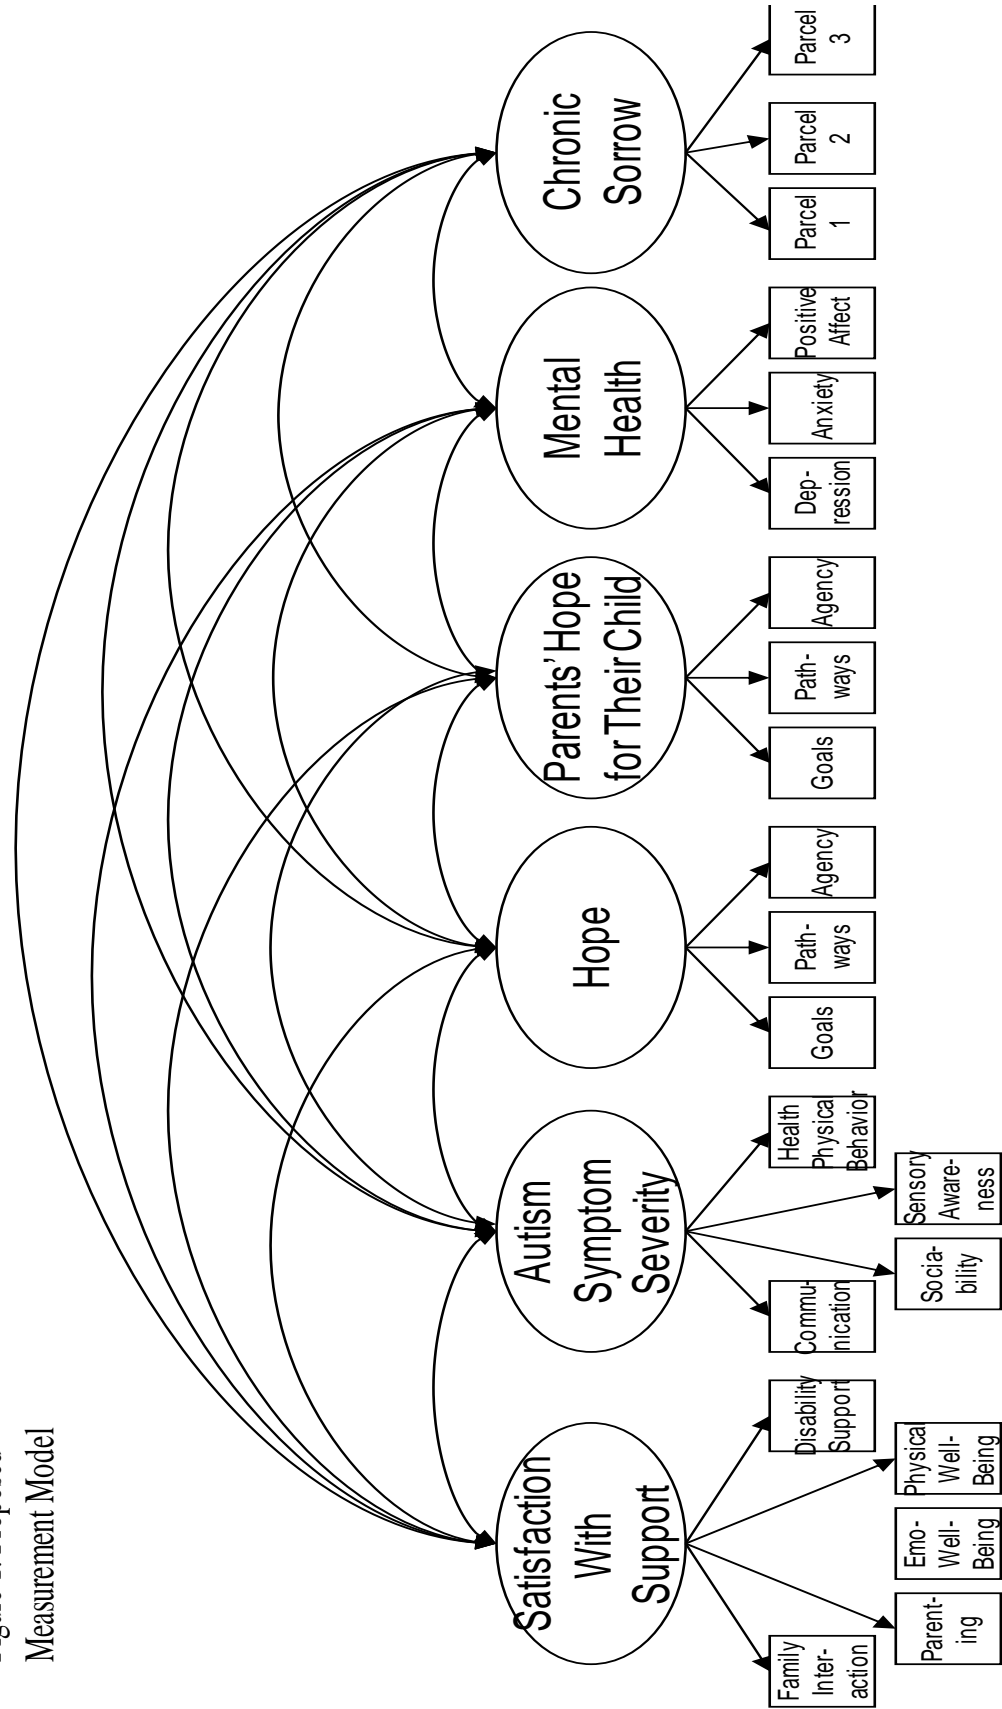 Measurement Model
Satisfaction
With
Support
Autism
Symptom
Severity
Hope
Parents' Hope
for Their Child
Mental
Health
Chronic
Sorrow
Family
Inter-
action
Parent-
ing
Emo-
Well-
Being
Physical
Well-
Being
Disability
Support
Commu-
nication
Socia-
bility
Sensory
Aware-
ness
Health
Physical
Behavior
Goals
Path-
ways
Agency
Goals
Path-
ways
Agency
Dep-
ression
Anxiety
Positive
Affect
Parcel
1
Parcel
2
Parcel
3